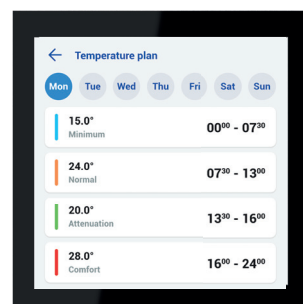 ← Temperature plan
Mon Tue Wed Thu Fri Sat Sun
15.0°
Minimum
00⁰⁰ - 07³⁰
24.0°
Normal
07³⁰ - 13⁰⁰
20.0°
Attenuation
13³⁰ - 16⁰⁰
28.0°
Comfort
16⁰⁰ - 24⁰⁰